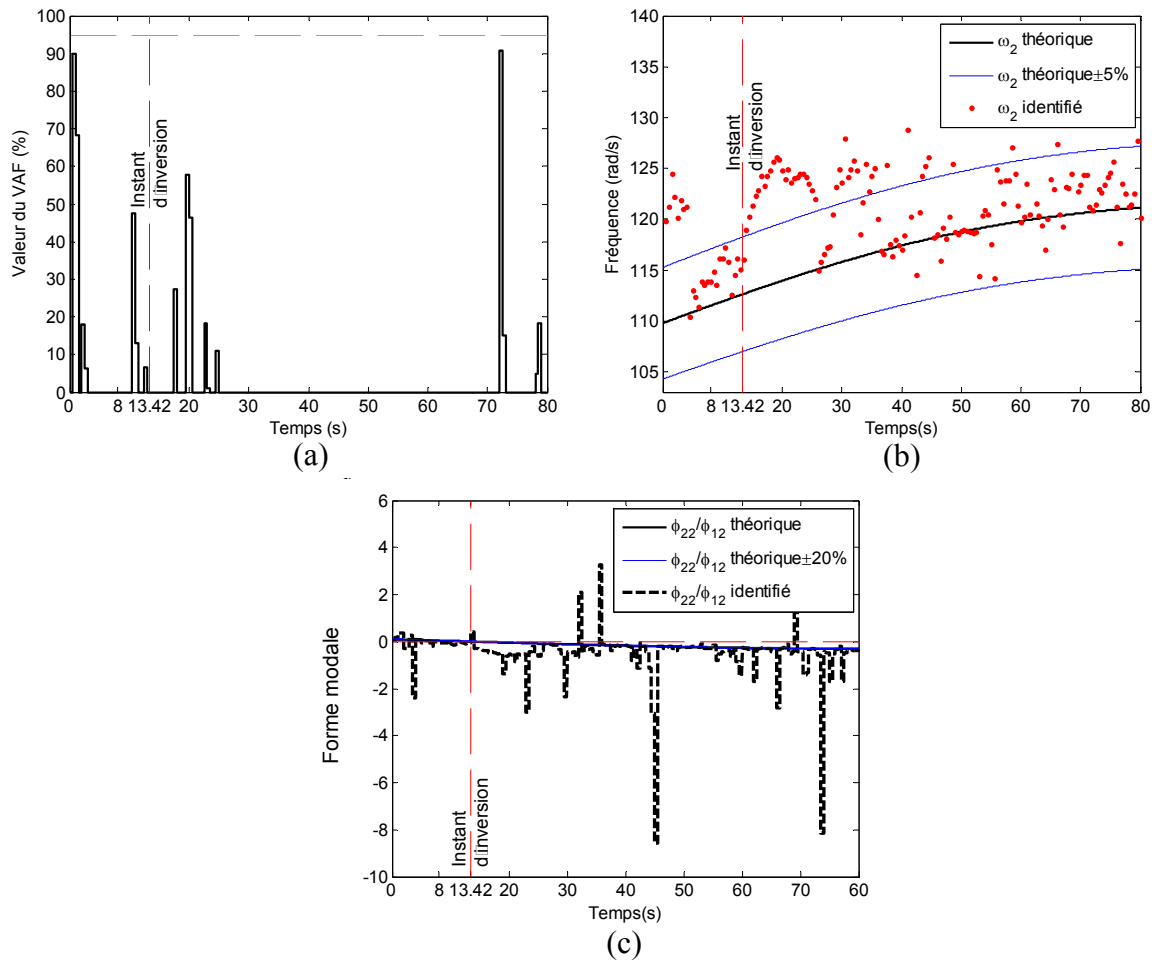 100
90
80
70
60
50
40
30
20
10
0
Valeur du VAF (%)
Instant
d□inversion
0 8 13.42 20 30 40 50 60 70 80
Temps (s)
(a)
140
135
130
125
120
115
110
103
Fréquence (rad/s)
Instant
d□inversion
ω2 théorique
ω2 théorique±5%
ω2 identifié
0 8 13.42 20 30 40 50 60 70 80
Temps(s)
(b)
6
4
2
0
-2
-4
-6
-8
-10
Forme modale
Instant
d□inversion
ϕ22/ϕ12 théorique
ϕ22/ϕ12 théorique±20%
ϕ22/ϕ12 identifié
0 8 13.42 20 30 40 50 60 70 60
Temps(s)
(c)